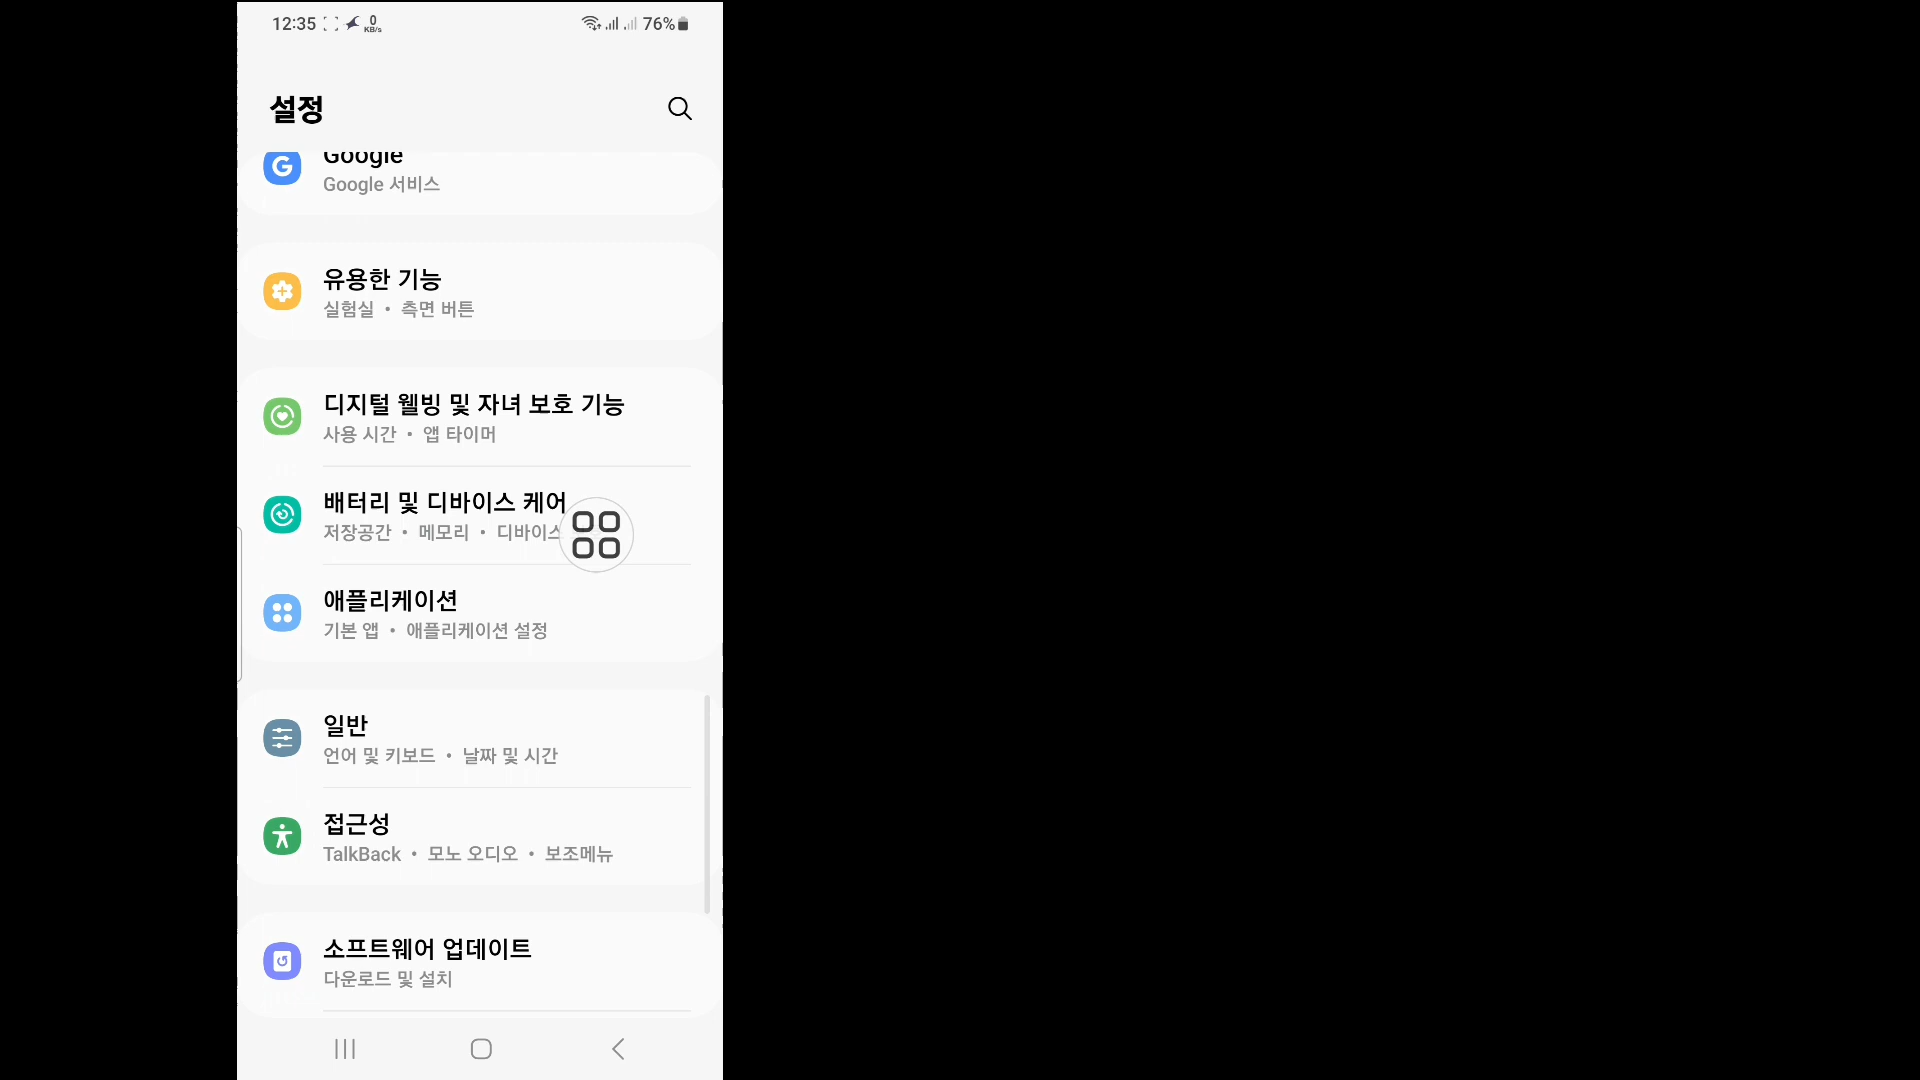 12:35 0 KB/s 76%
설정
Google
Google 서비스
유용한 기능
실험실 • 측면 버튼
디지털 웰빙 및 자녀 보호 기능
사용 시간 • 앱 타이머
배터리 및 디바이스 케어
저장공간 • 메모리 • 디바이스
애플리케이션
기본 앱 • 애플리케이션 설정
일반
언어 및 키보드 • 날짜 및 시간
접근성
TalkBack • 모노 오디오 • 보조메뉴
소프트웨어 업데이트
다운로드 및 설치